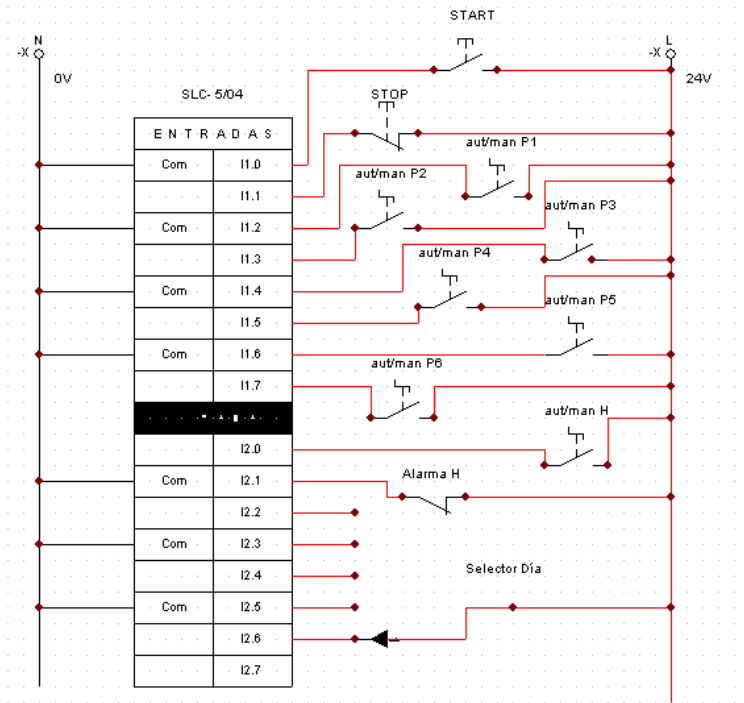 START
N
-X
L
-X
0V
24V
SLC- 5/04
STOP
E N T R A D A S
aut/man P1
Com I1.0
aut/man P2
I1.1
aut/man P3
Com I1.2
I1.3
aut/man P4
Com I1.4
aut/man P5
I1.5
Com I1.6
aut/man P6
I1.7
aut/man H
I2.0
Alarma H
Com I2.1
I2.2
Com I2.3
Selector Día
I2.4
Com I2.5
I2.6
I2.7